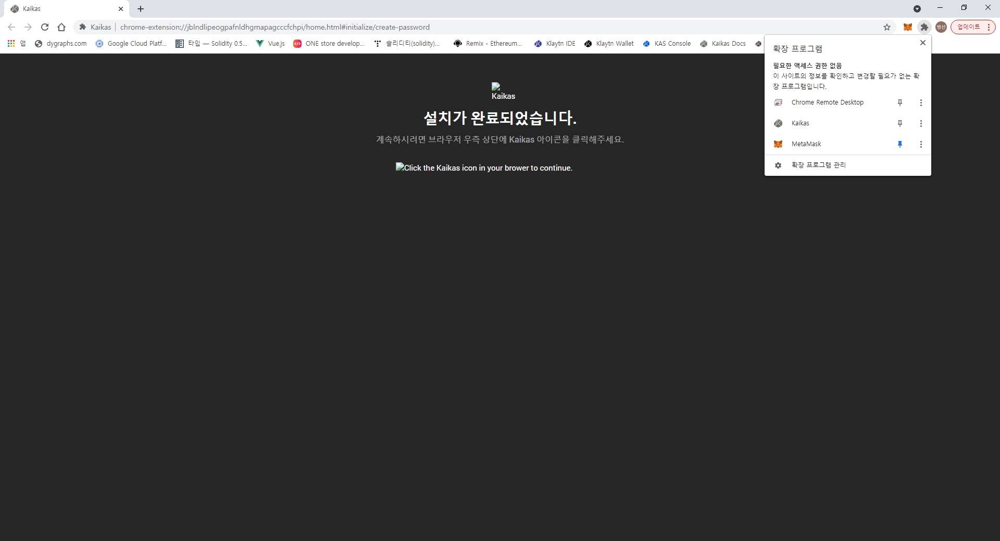 Kaikas
Kaikas
chrome-extension://jblndlipeogpafnldhgmapagcccfchpi/home.html#initialize/create-password
병선
업데이트
앱
dygraphs.com
Google Cloud Platf...
타입 — Solidity 0.5...
Vue.js
ONE store develop...
솔리디티(solidity)...
Remix - Ethereum...
Klaytn IDE
Klaytn Wallet
KAS Console
Kaikas Docs
확장 프로그램
필요한 액세스 권한 없음
이 사이트의 정보를 확인하고 변경할 필요가 없는 확
장 프로그램입니다.
Chrome Remote Desktop
Kaikas
MetaMask
확장 프로그램 관리
Kaikas
설치가 완료되었습니다.
계속하시려면 브라우저 우측 상단에 Kaikas 아이콘을 클릭해주세요.
Click the Kaikas icon in your brower to continue.